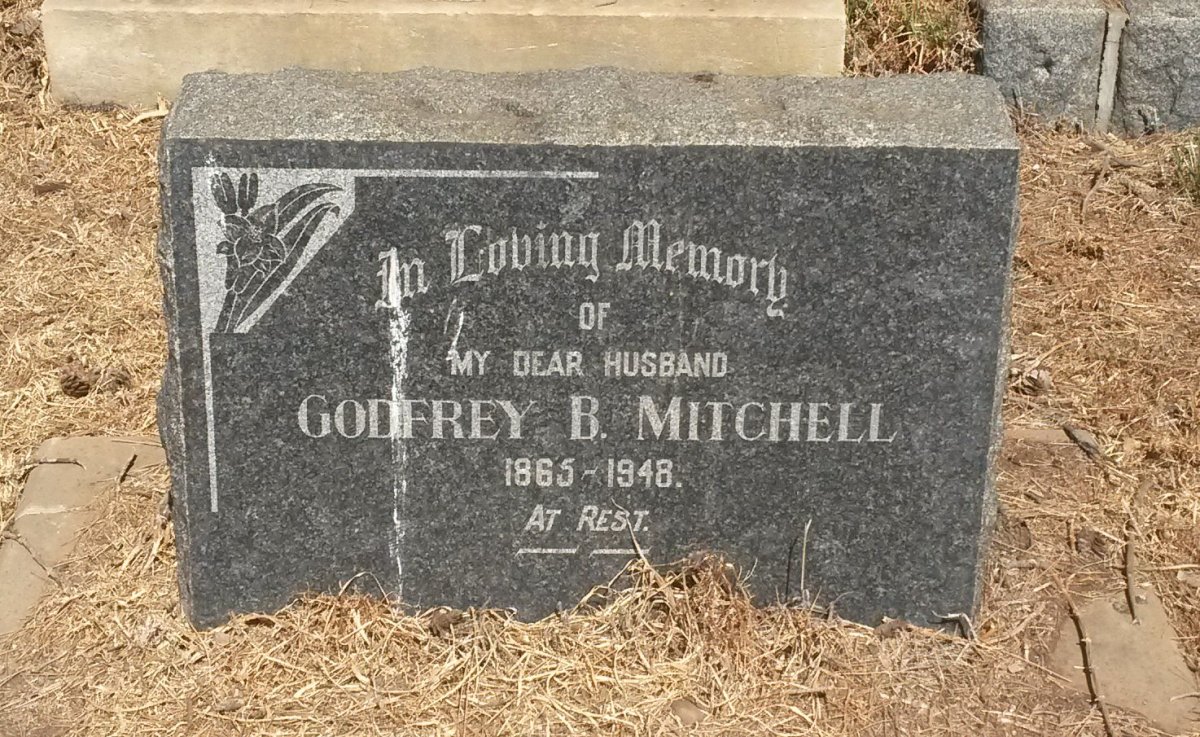 In Loving Memory
OF
MY DEAR HUSBAND
GODFREY B. MITCHELL
1865-1948.
AT REST.